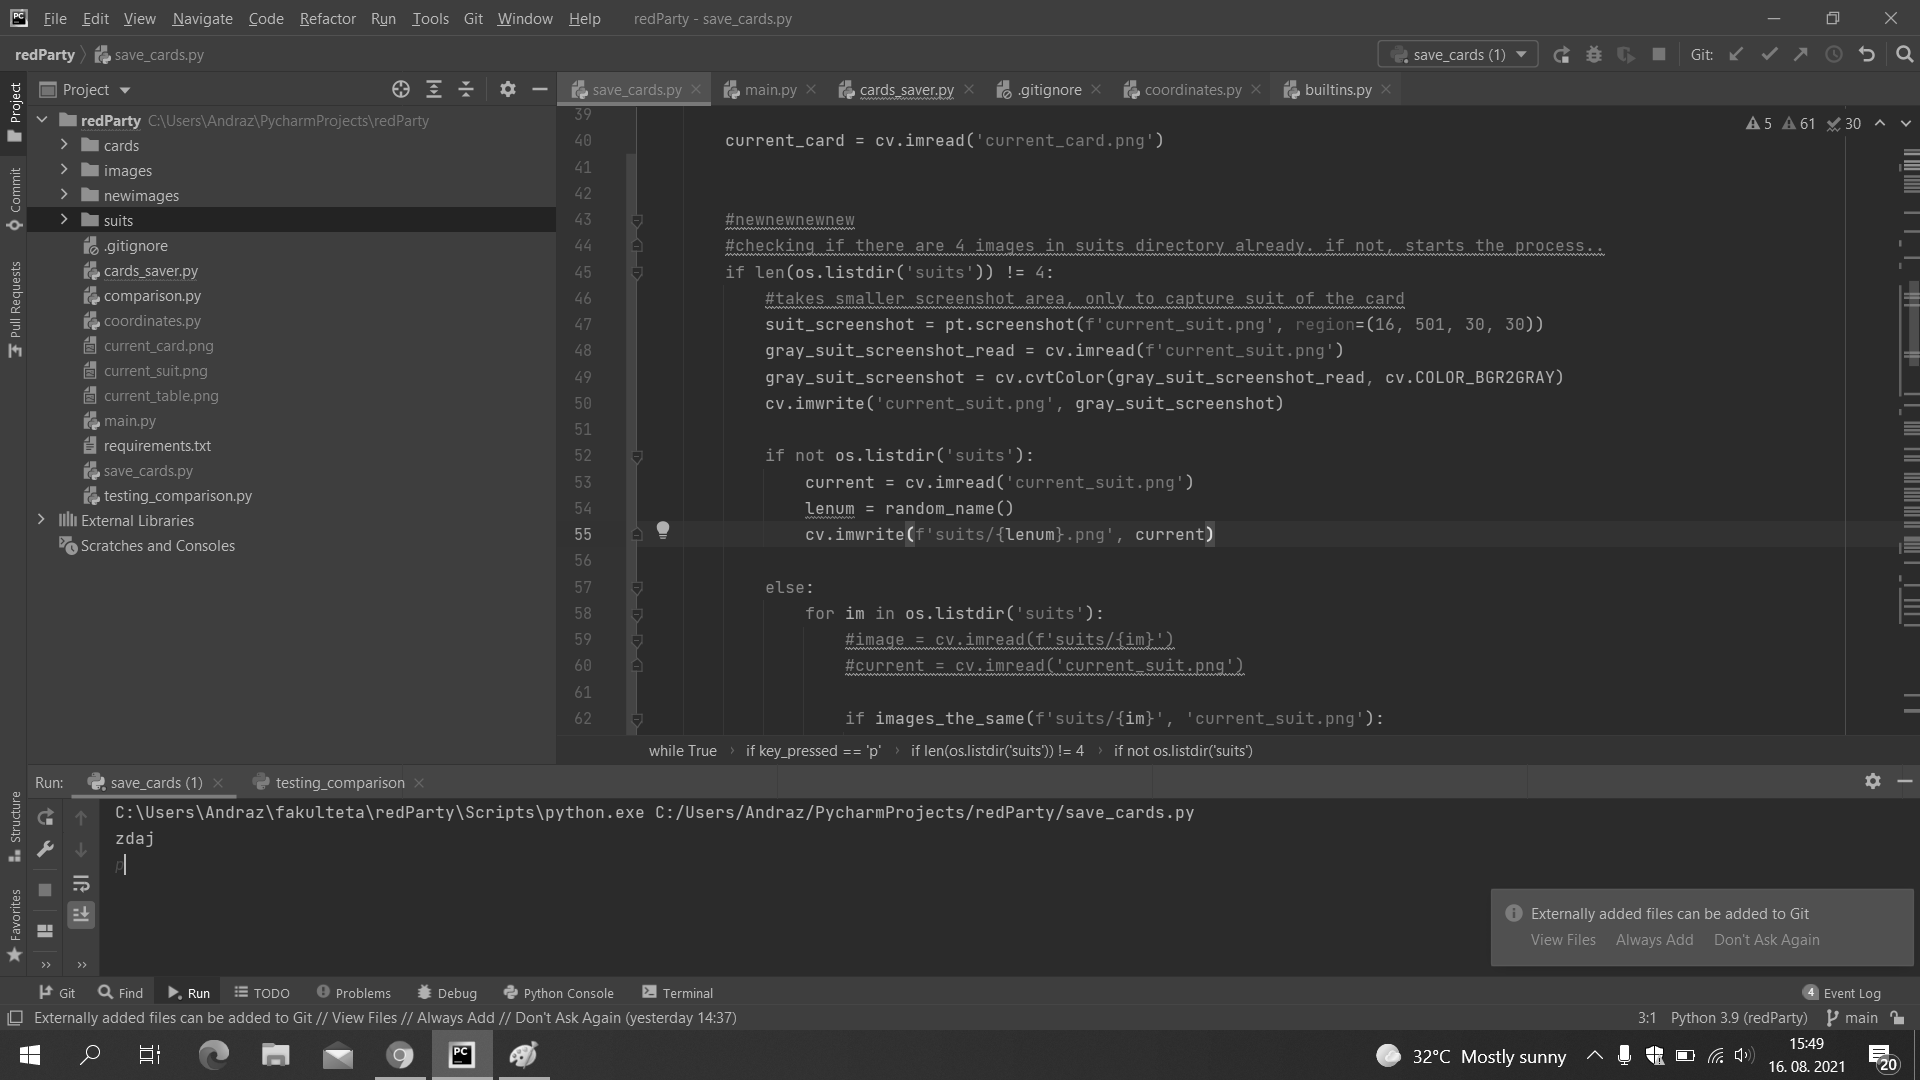 File Edit View Navigate Code Refactor Run Tools Git Window Help redParty - save_cards.py
redParty save_cards.py save_cards (1) Git:
Project save_cards.py main.py cards_saver.py .gitignore coordinates.py builtins.py
Project
Commit
Pull Requests
Structure
Favorites
redParty C:\Users\Andraz\PycharmProjects\redParty
cards
images
newimages
suits
.gitignore
cards_saver.py
comparison.py
coordinates.py
current_card.png
current_suit.png
current_table.png
main.py
requirements.txt
save_cards.py
testing_comparison.py
External Libraries
Scratches and Consoles
5 61 30
39
40 current_card = cv.imread('current_card.png')
41
42
43 #newnewnewnew
44 #checking if there are 4 images in suits directory already. if not, starts the process..
45 if len(os.listdir('suits')) != 4:
46 #takes smaller screenshot area, only to capture suit of the card
47 suit_screenshot = pt.screenshot(f'current_suit.png', region=(16, 501, 30, 30))
48 gray_suit_screenshot_read = cv.imread(f'current_suit.png')
49 gray_suit_screenshot = cv.cvtColor(gray_suit_screenshot_read, cv.COLOR_BGR2GRAY)
50 cv.imwrite('current_suit.png', gray_suit_screenshot)
51
52 if not os.listdir('suits'):
53 current = cv.imread('current_suit.png')
54 lenum = random_name()
55 cv.imwrite(f'suits/{lenum}.png', current)
56
57 else:
58 for im in os.listdir('suits'):
59 #image = cv.imread(f'suits/{im}')
60 #current = cv.imread('current_suit.png')
61
62 if images_the_same(f'suits/{im}', 'current_suit.png'):
while True › if key_pressed == 'p' › if len(os.listdir('suits')) != 4 › if not os.listdir('suits')
Run: save_cards (1) testing_comparison
C:\Users\Andraz\fakulteta\redParty\Scripts\python.exe C:/Users/Andraz/PycharmProjects/redParty/save_cards.py
zdaj
p
Externally added files can be added to Git
View Files Always Add Don't Ask Again
Git Find Run TODO Problems Debug Python Console Terminal 4 Event Log
Externally added files can be added to Git // View Files // Always Add // Don't Ask Again (yesterday 14:37) 3:1 Python 3.9 (redParty) main
PC 32°C Mostly sunny 15:49
16. 08. 2021
20